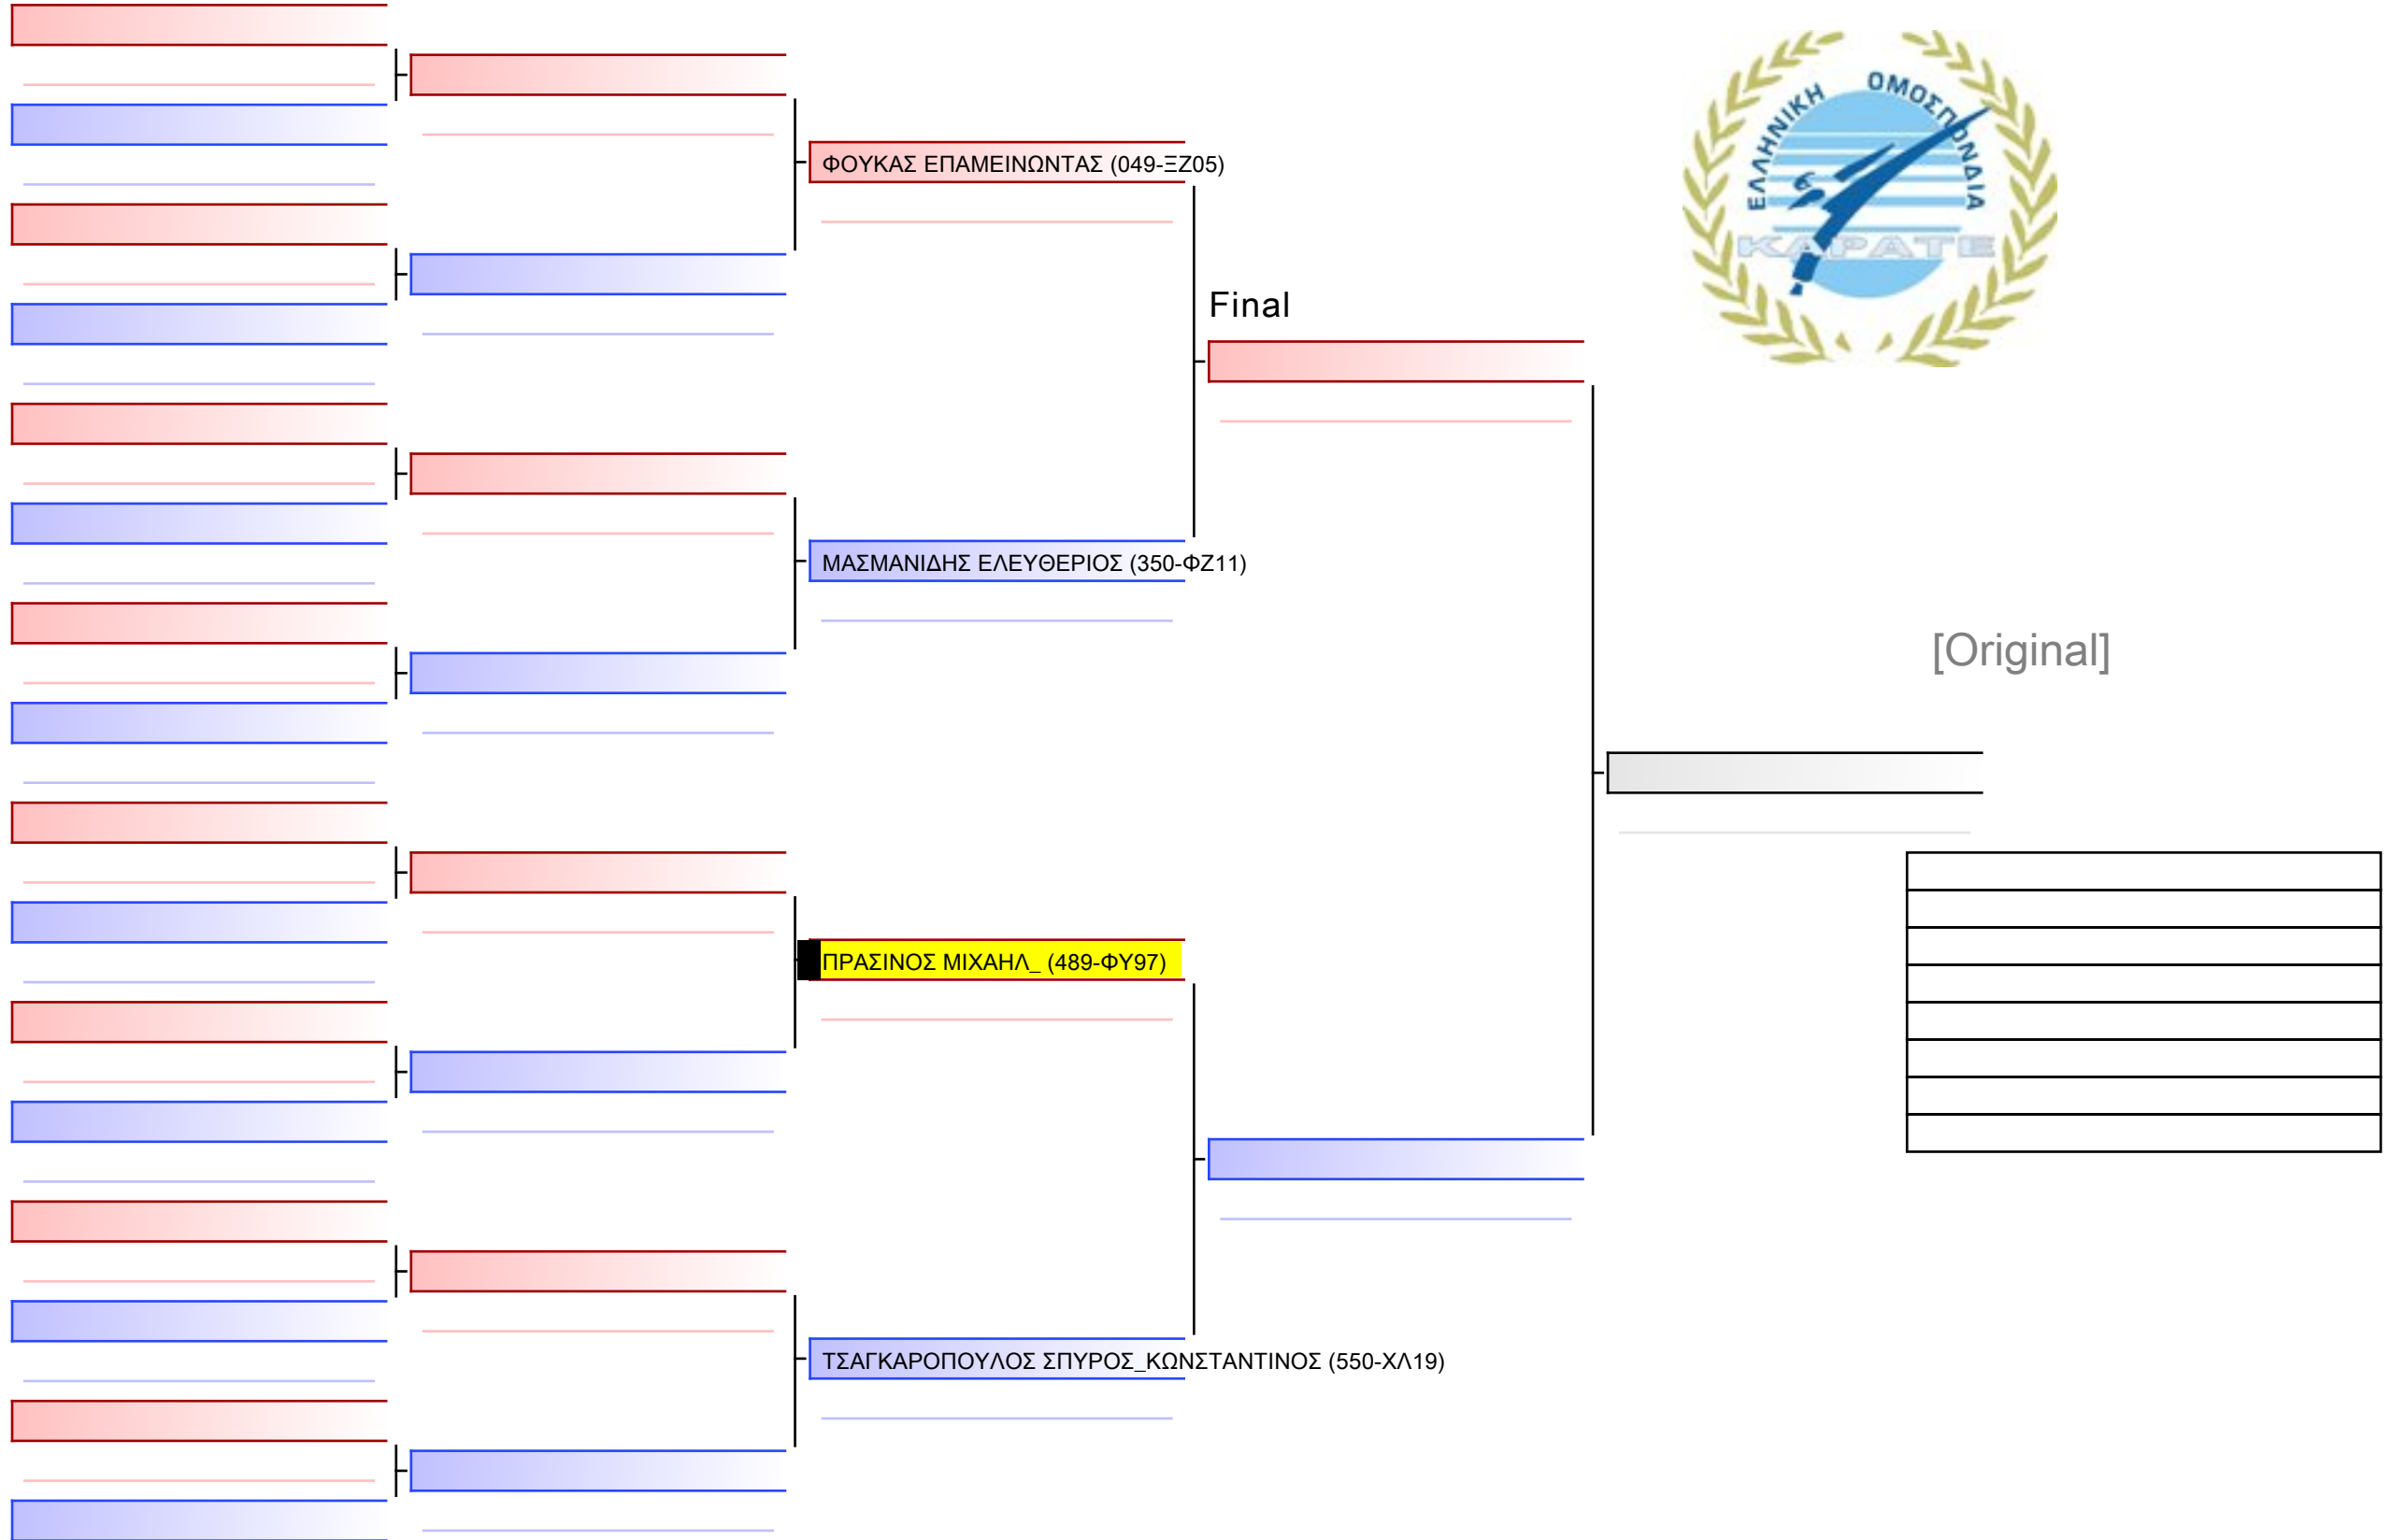 ΕΛΛΗΝΙΚΗ ΟΜΟΣΠΟΝΔΙΑ
ΚΑΡΑΤΕ
ΦΟΥΚΑΣ ΕΠΑΜΕΙΝΩΝΤΑΣ (049-ΞΖ05)
Final
ΜΑΣΜΑΝΙΔΗΣ ΕΛΕΥΘΕΡΙΟΣ (350-ΦΖ11)
[Original]
ΠΡΑΣΙΝΟΣ ΜΙΧΑΗΛ_ (489-ΦΥ97)
ΤΣΑΓΚΑΡΟΠΟΥΛΟΣ ΣΠΥΡΟΣ_ΚΩΝΣΤΑΝΤΙΝΟΣ (550-ΧΛ19)